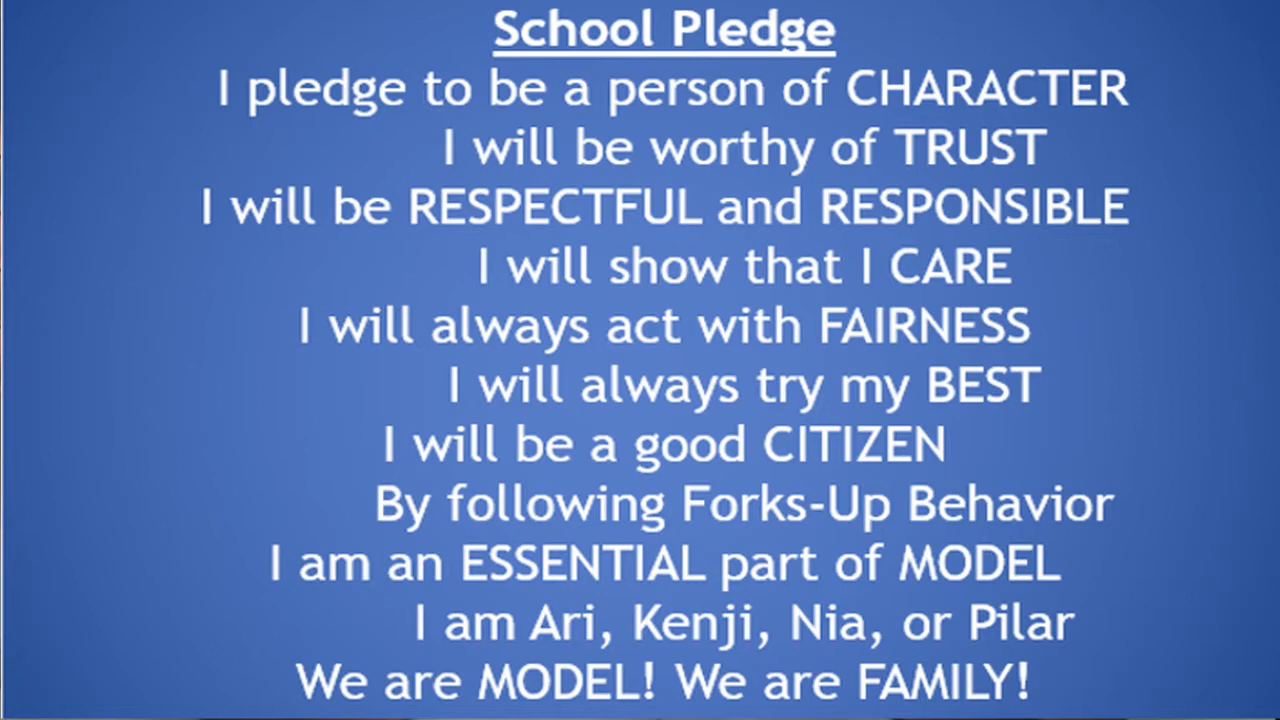 School Pledge
I pledge to be a person of CHARACTER
I will be worthy of TRUST
I will be RESPECTFUL and RESPONSIBLE
I will show that I CARE
I will always act with FAIRNESS
I will always try my BEST
I will be a good CITIZEN
By following Forks-Up Behavior
I am an ESSENTIAL part of MODEL
I am Ari, Kenji, Nia, or Pilar
We are MODEL! We are FAMILY!